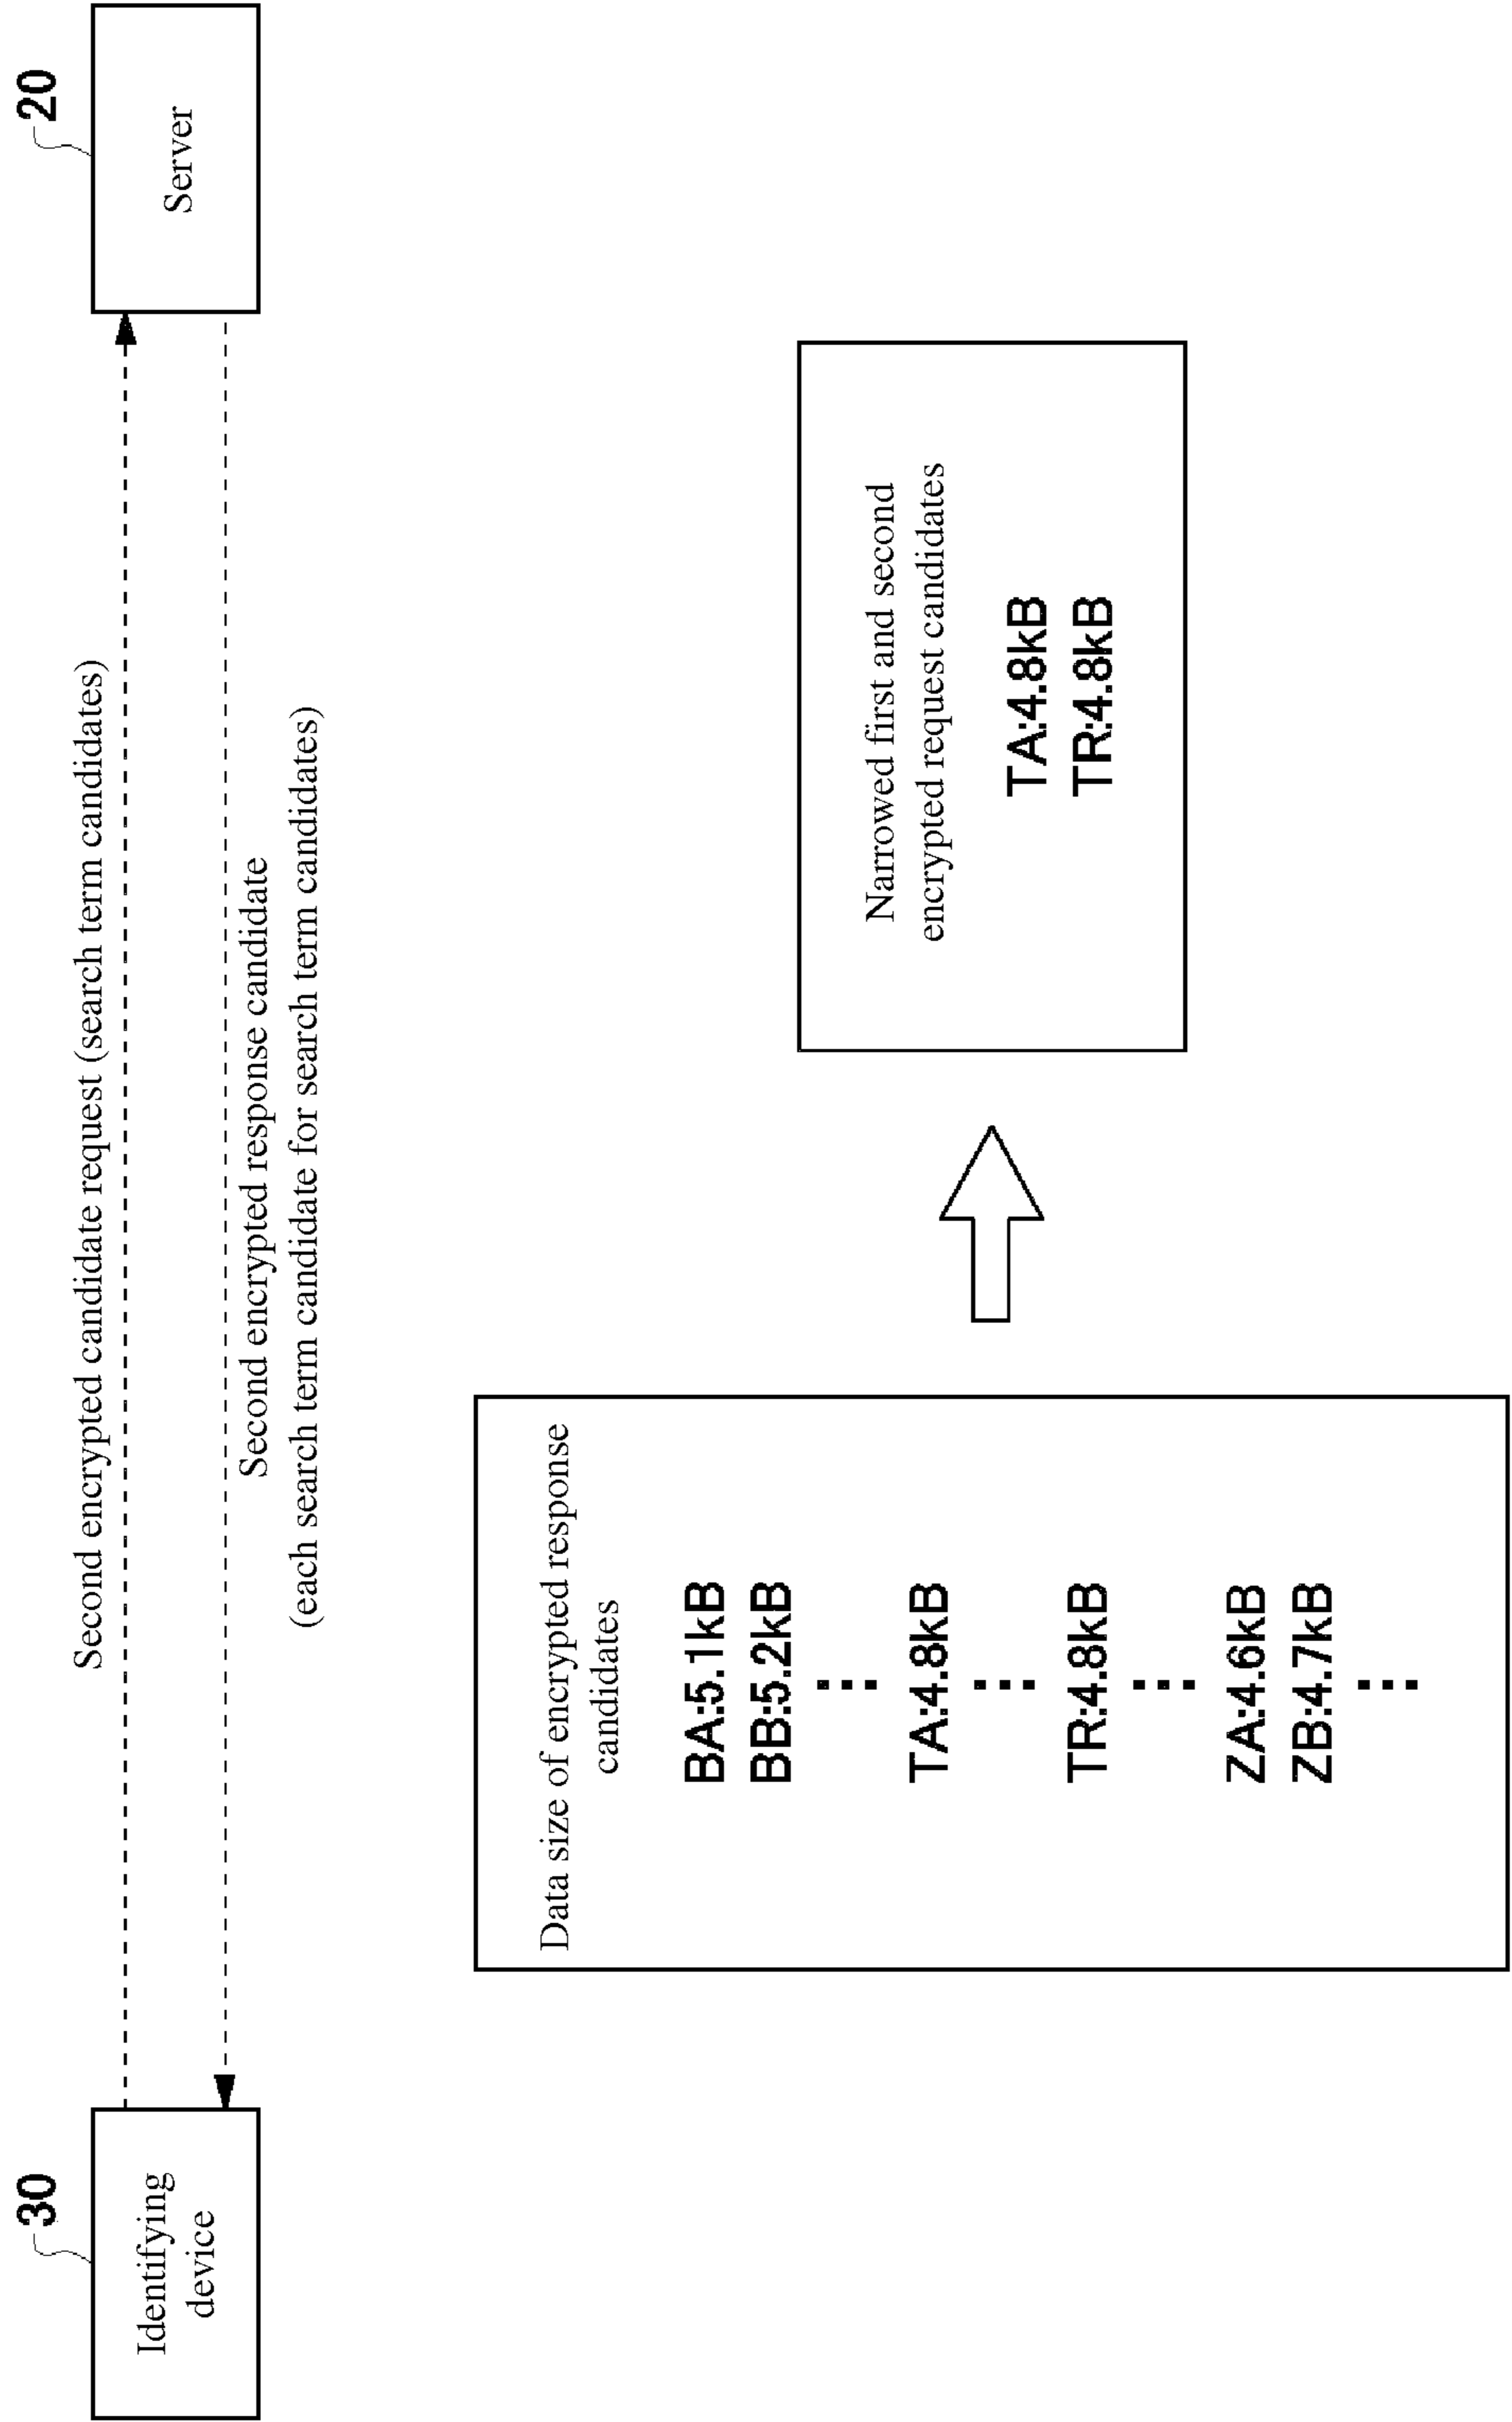 30
20
Identifying
device
Second encrypted candidate request (search term candidates)
Server
Second encrypted response candidate
(each search term candidate for search term candidates)
Data size of encrypted response
candidates
BA:5.1kB
BB:5.2kB
⋮
TA:4.8kB
⋮
TR:4.8kB
⋮
ZA:4.6kB
ZB:4.7kB
⋮
Narrowed first and second
encrypted request candidates
TA:4.8kB
TR:4.8kB